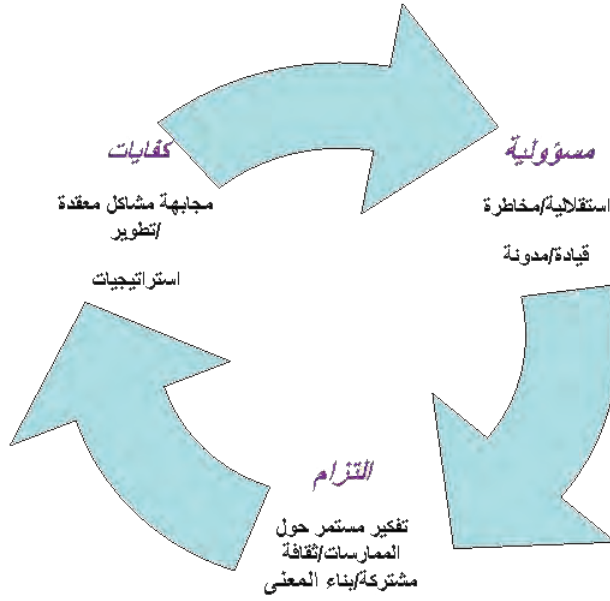 مسؤولية
استقلالية/مخاطرة
قيادة/مدونة
كفايات
مجابهة مشاكل معقدة
/تطوير
استراتيجيات
التزام
تفكير مستمر حول
الممارسات/ثقافة
مشتركة/بناء المعنى